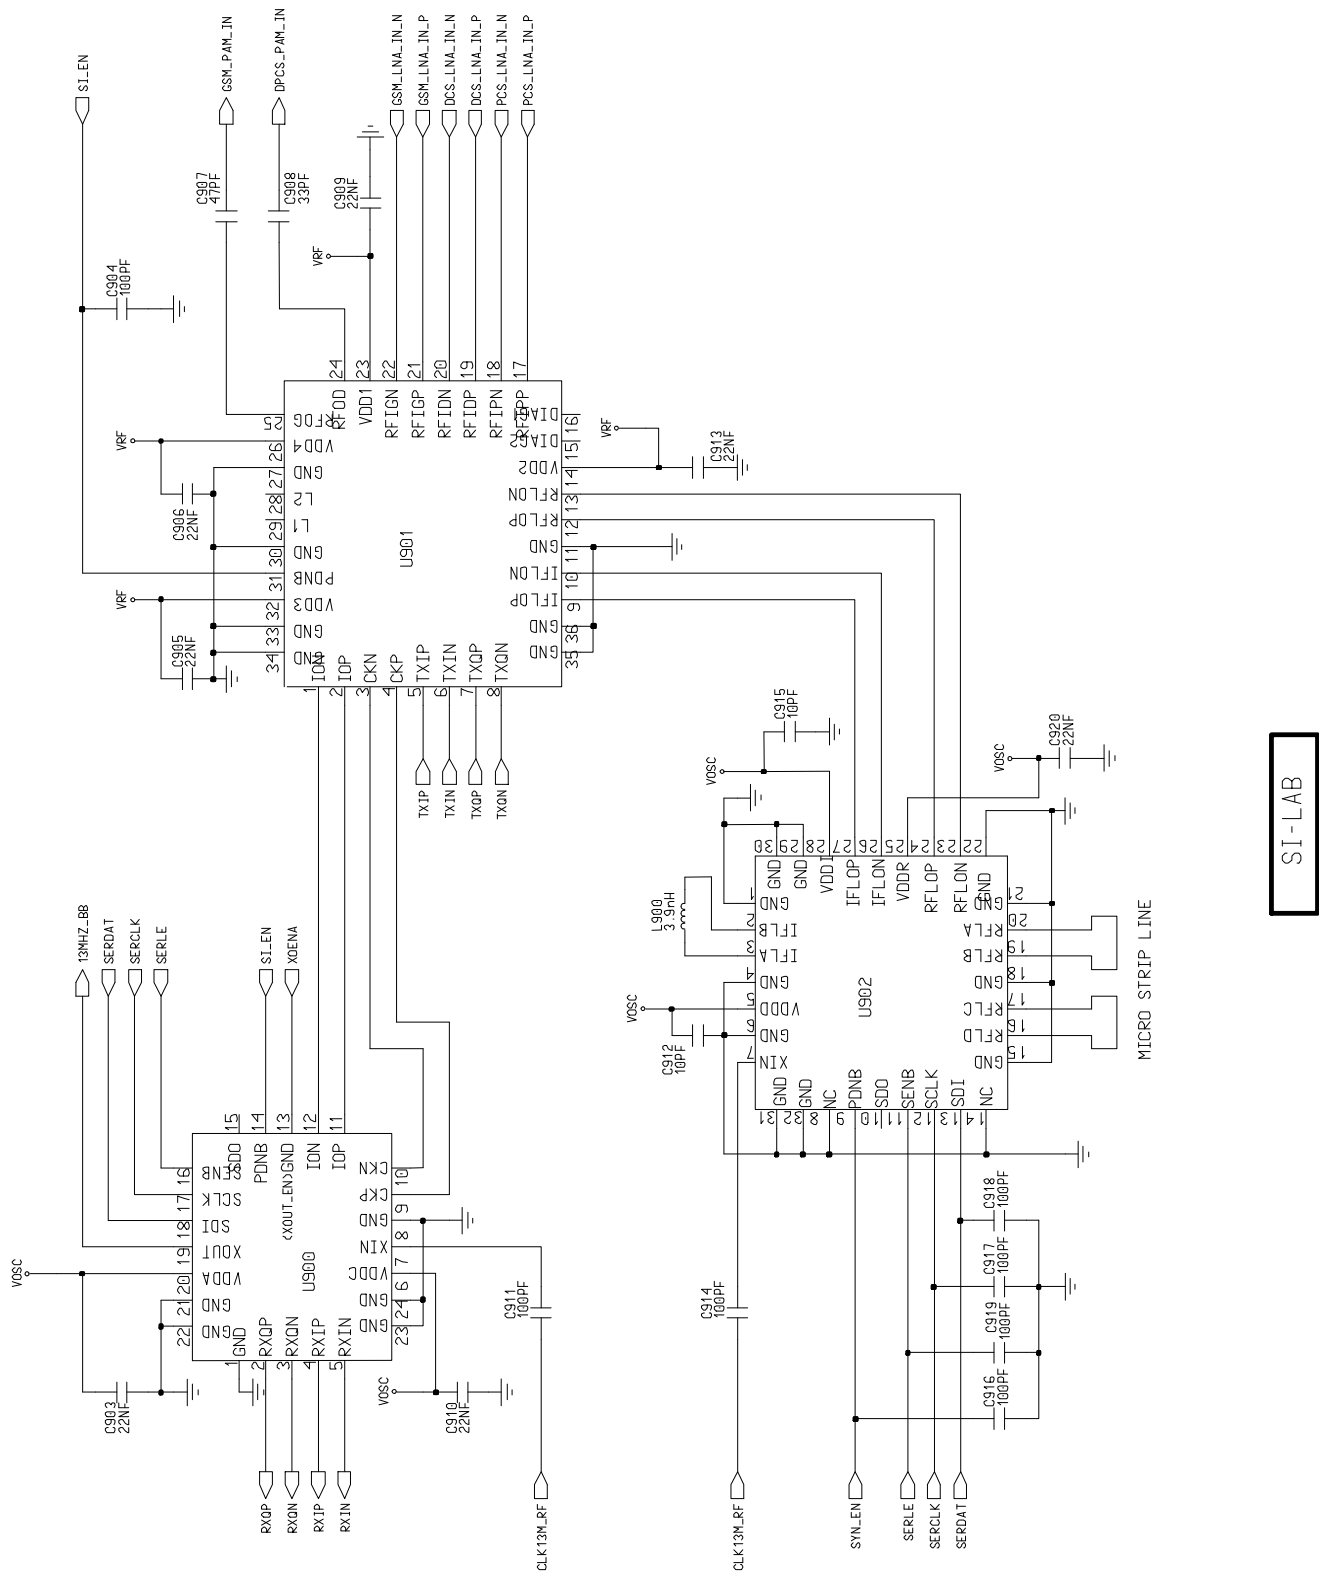 SI_EN
GSM_PAM_IN
DPCS_PAM_IN
GSM_LNA_IN_N
GSM_LNA_IN_P
DCS_LNA_IN_N
DCS_LNA_IN_P
PCS_LNA_IN_N
PCS_LNA_IN_P
C907
47PF
C908
33PF
C909
22NF
VRF
C904
100PF
24
23
22
21
20
19
18
17
RFOD
VDD1
RFIGN
RFIGP
RFIDN
RFIDP
RFIPN
RFIPP
25
RFOG
26
VDD4
27
GND
28
L2
29
L1
30
GND
31
PDNB
32
VDD3
33
GND
34
GND
VRF
C906
22NF
VRF
C905
22NF
U901
DIAG1
16
DIAG2
15
VDD2
14
RFLON
13
RFLOP
12
GND
11
IFLON
10
IFLOP
9
GND
36
GND
35
VRF
C913
22NF
ION
IOP
CKN
CKP
TXIP
TXIN
TXQP
TXQN
1
2
3
4
5
6
7
8
TXIP
TXIN
TXQP
TXQN
C915
10PF
VOSC
VOSC
C920
22NF
30
29
28
27
26
25
24
23
22
GND
GND
VDDI
IFLOP
IFLON
VDDR
RFLOP
RFLON
GND
L900
3.9nH
1
GND
2
IFLB
3
IFLA
4
GND
5
VDDD
6
GND
7
XIN
VOSC
C912
10PF
U902
21
GND
20
RFLA
19
RFLB
18
GND
17
RFLC
16
RFLD
15
GND
MICRO STRIP LINE
SI-LAB
GND
GND
NC
PDNB
SDO
SENB
SCLK
SDI
NC
31
32
8
9
10
11
12
13
14
13MHZ_BB
SERDAT
SERCLK
SERLE
SI_EN
XOENA
15
14
13
12
11
SDO
PDNB
<XOUT_EN>GND
ION
IOP
16
SENB
17
SCLK
18
SDI
19
XOUT
20
VDDA
21
GND
22
GND
U900
CKN
10
CKP
9
GND
8
XIN
7
VDDC
6
GND
24
GND
23
GND
RXQP
RXQN
RXIP
RXIN
1
2
3
4
5
VOSC
C903
22NF
VOSC
C910
22NF
C911
100PF
C914
100PF
C918
100PF
C917
100PF
C919
100PF
C916
100PF
RXQP
RXQN
RXIP
RXIN
CLK13M_RF
CLK13M_RF
SYN_EN
SERLE
SERCLK
SERDAT